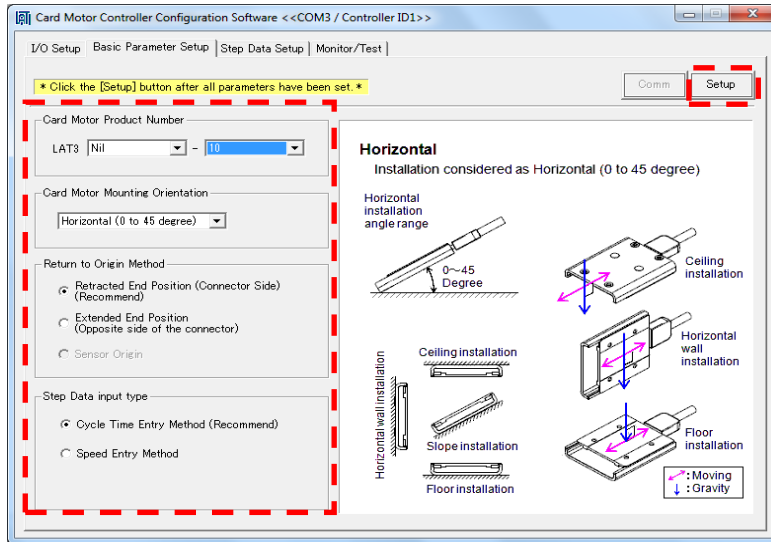 Card Motor Controller Configuration Software <<COM3 / Controller ID1>>
I/O Setup Basic Parameter Setup Step Data Setup Monitor/Test
* Click the [Setup] button after all parameters have been set. *
Comm Setup
Card Motor Product Number
LAT3 Nil - 10
Card Motor Mounting Orientation
Horizontal (0 to 45 degree)
Return to Origin Method
Retracted End Position (Connector Side)
(Recommend)
Extended End Position
(Opposite side of the connector)
Sensor Origin
Step Data input type
Cycle Time Entry Method (Recommend)
Speed Entry Method
Horizontal
Installation considered as Horizontal (0 to 45 degree)
Horizontal
installation
angle range
0~45
Degree
Ceiling
installation
Horizontal
wall
installation
Floor
installation
Horizontal wall installation
Ceiling installation
Slope installation
Floor installation
: Moving
: Gravity